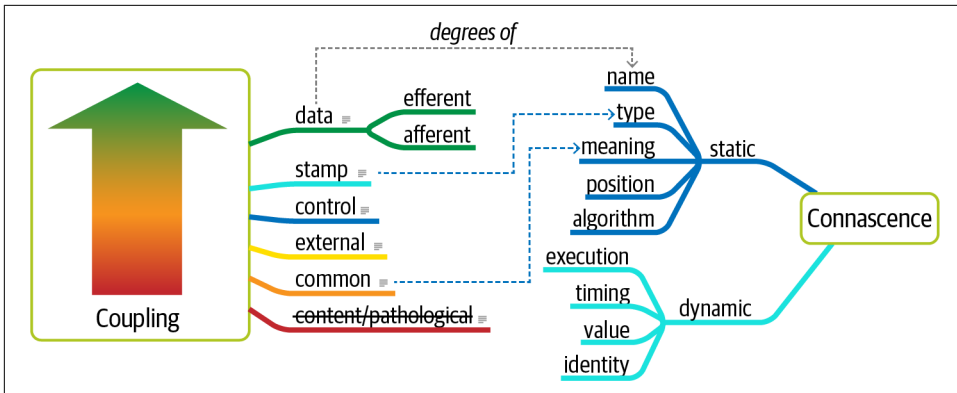 degrees of
Coupling
data
efferent
afferent
stamp
control
external
common
content/pathological
name
type
meaning
position
algorithm
static
execution
timing
value
identity
dynamic
Connascence